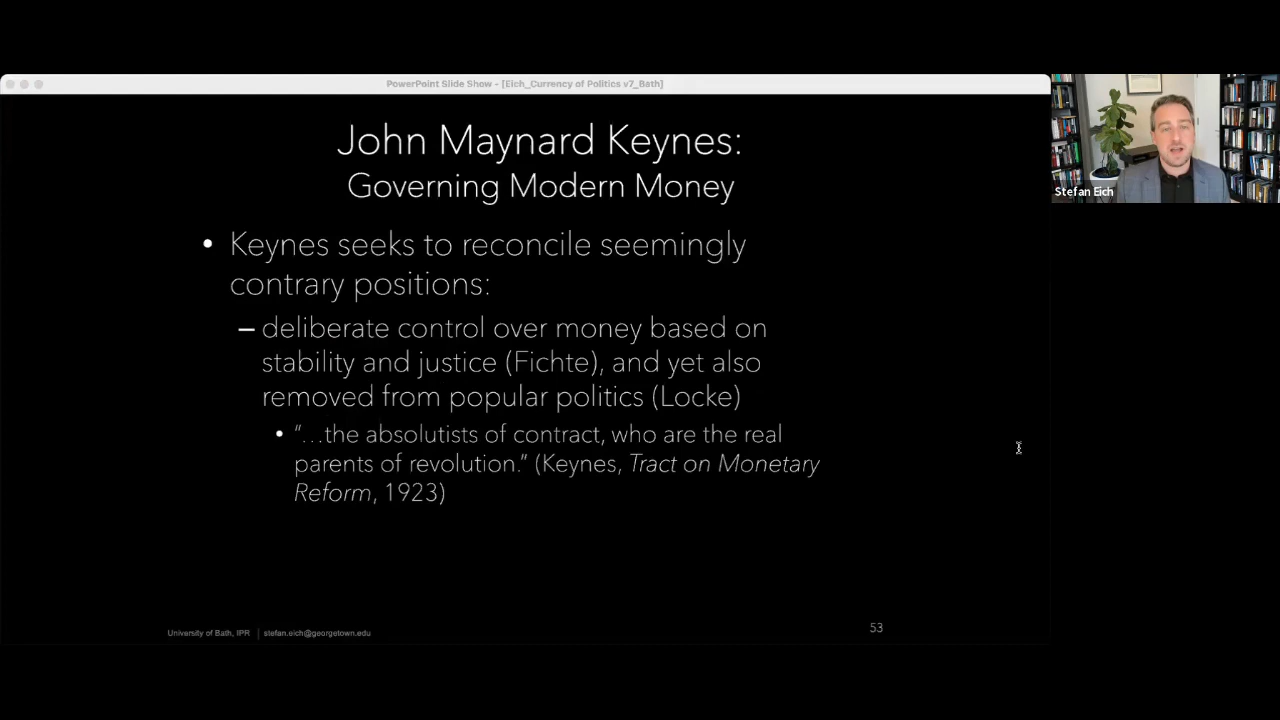 PowerPoint Slide Show - [Eich_Currency of Politics v7_Bath]
John Maynard Keynes:
Governing Modern Money
• Keynes seeks to reconcile seemingly
contrary positions:
– deliberate control over money based on
stability and justice (Fichte), and yet also
removed from popular politics (Locke)
• “…the absolutists of contract, who are the real
parents of revolution.” (Keynes, Tract on Monetary
Reform, 1923)
University of Bath, IPR | stefan.eich@georgetown.edu
53
Stefan Eich